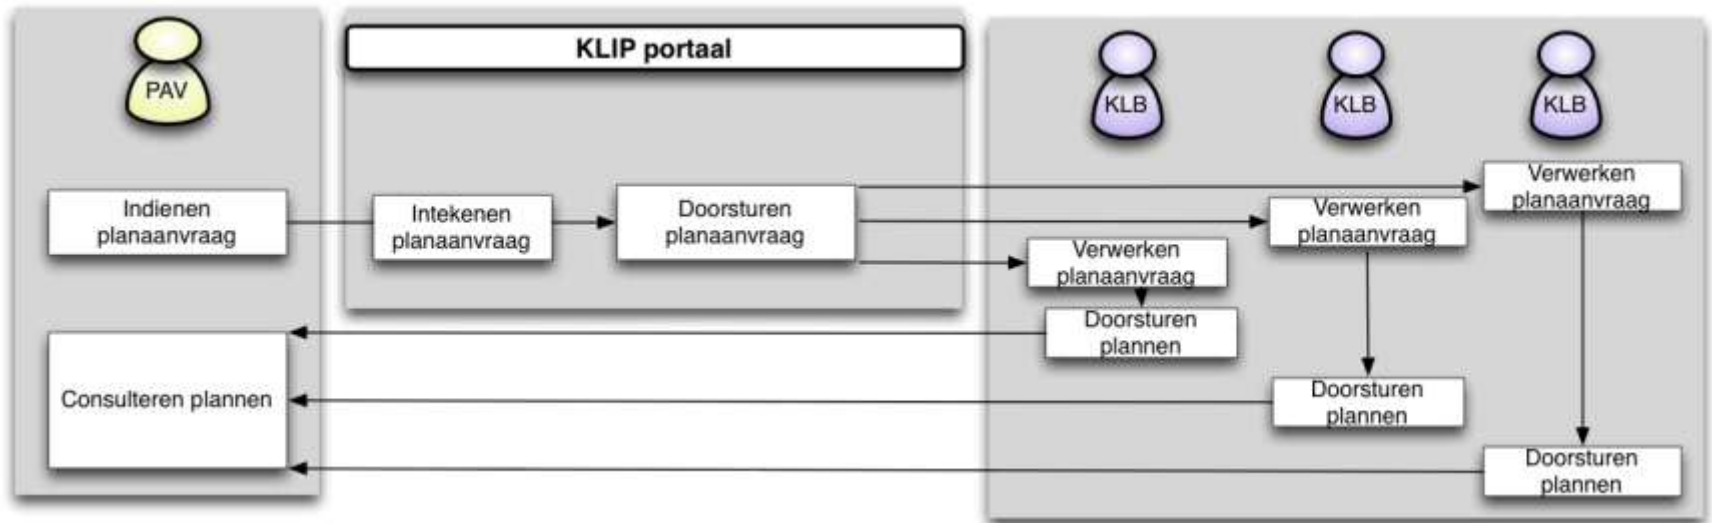 PAV
KLIP portaal
KLB
KLB
KLB
Indienen
planaanvraag
Intekenen
planaanvraag
Doorsturen
planaanvraag
Verwerken
planaanvraag
Verwerken
planaanvraag
Verwerken
planaanvraag
Doorsturen
plannen
Consulteren plannen
Doorsturen
plannen
Doorsturen
plannen